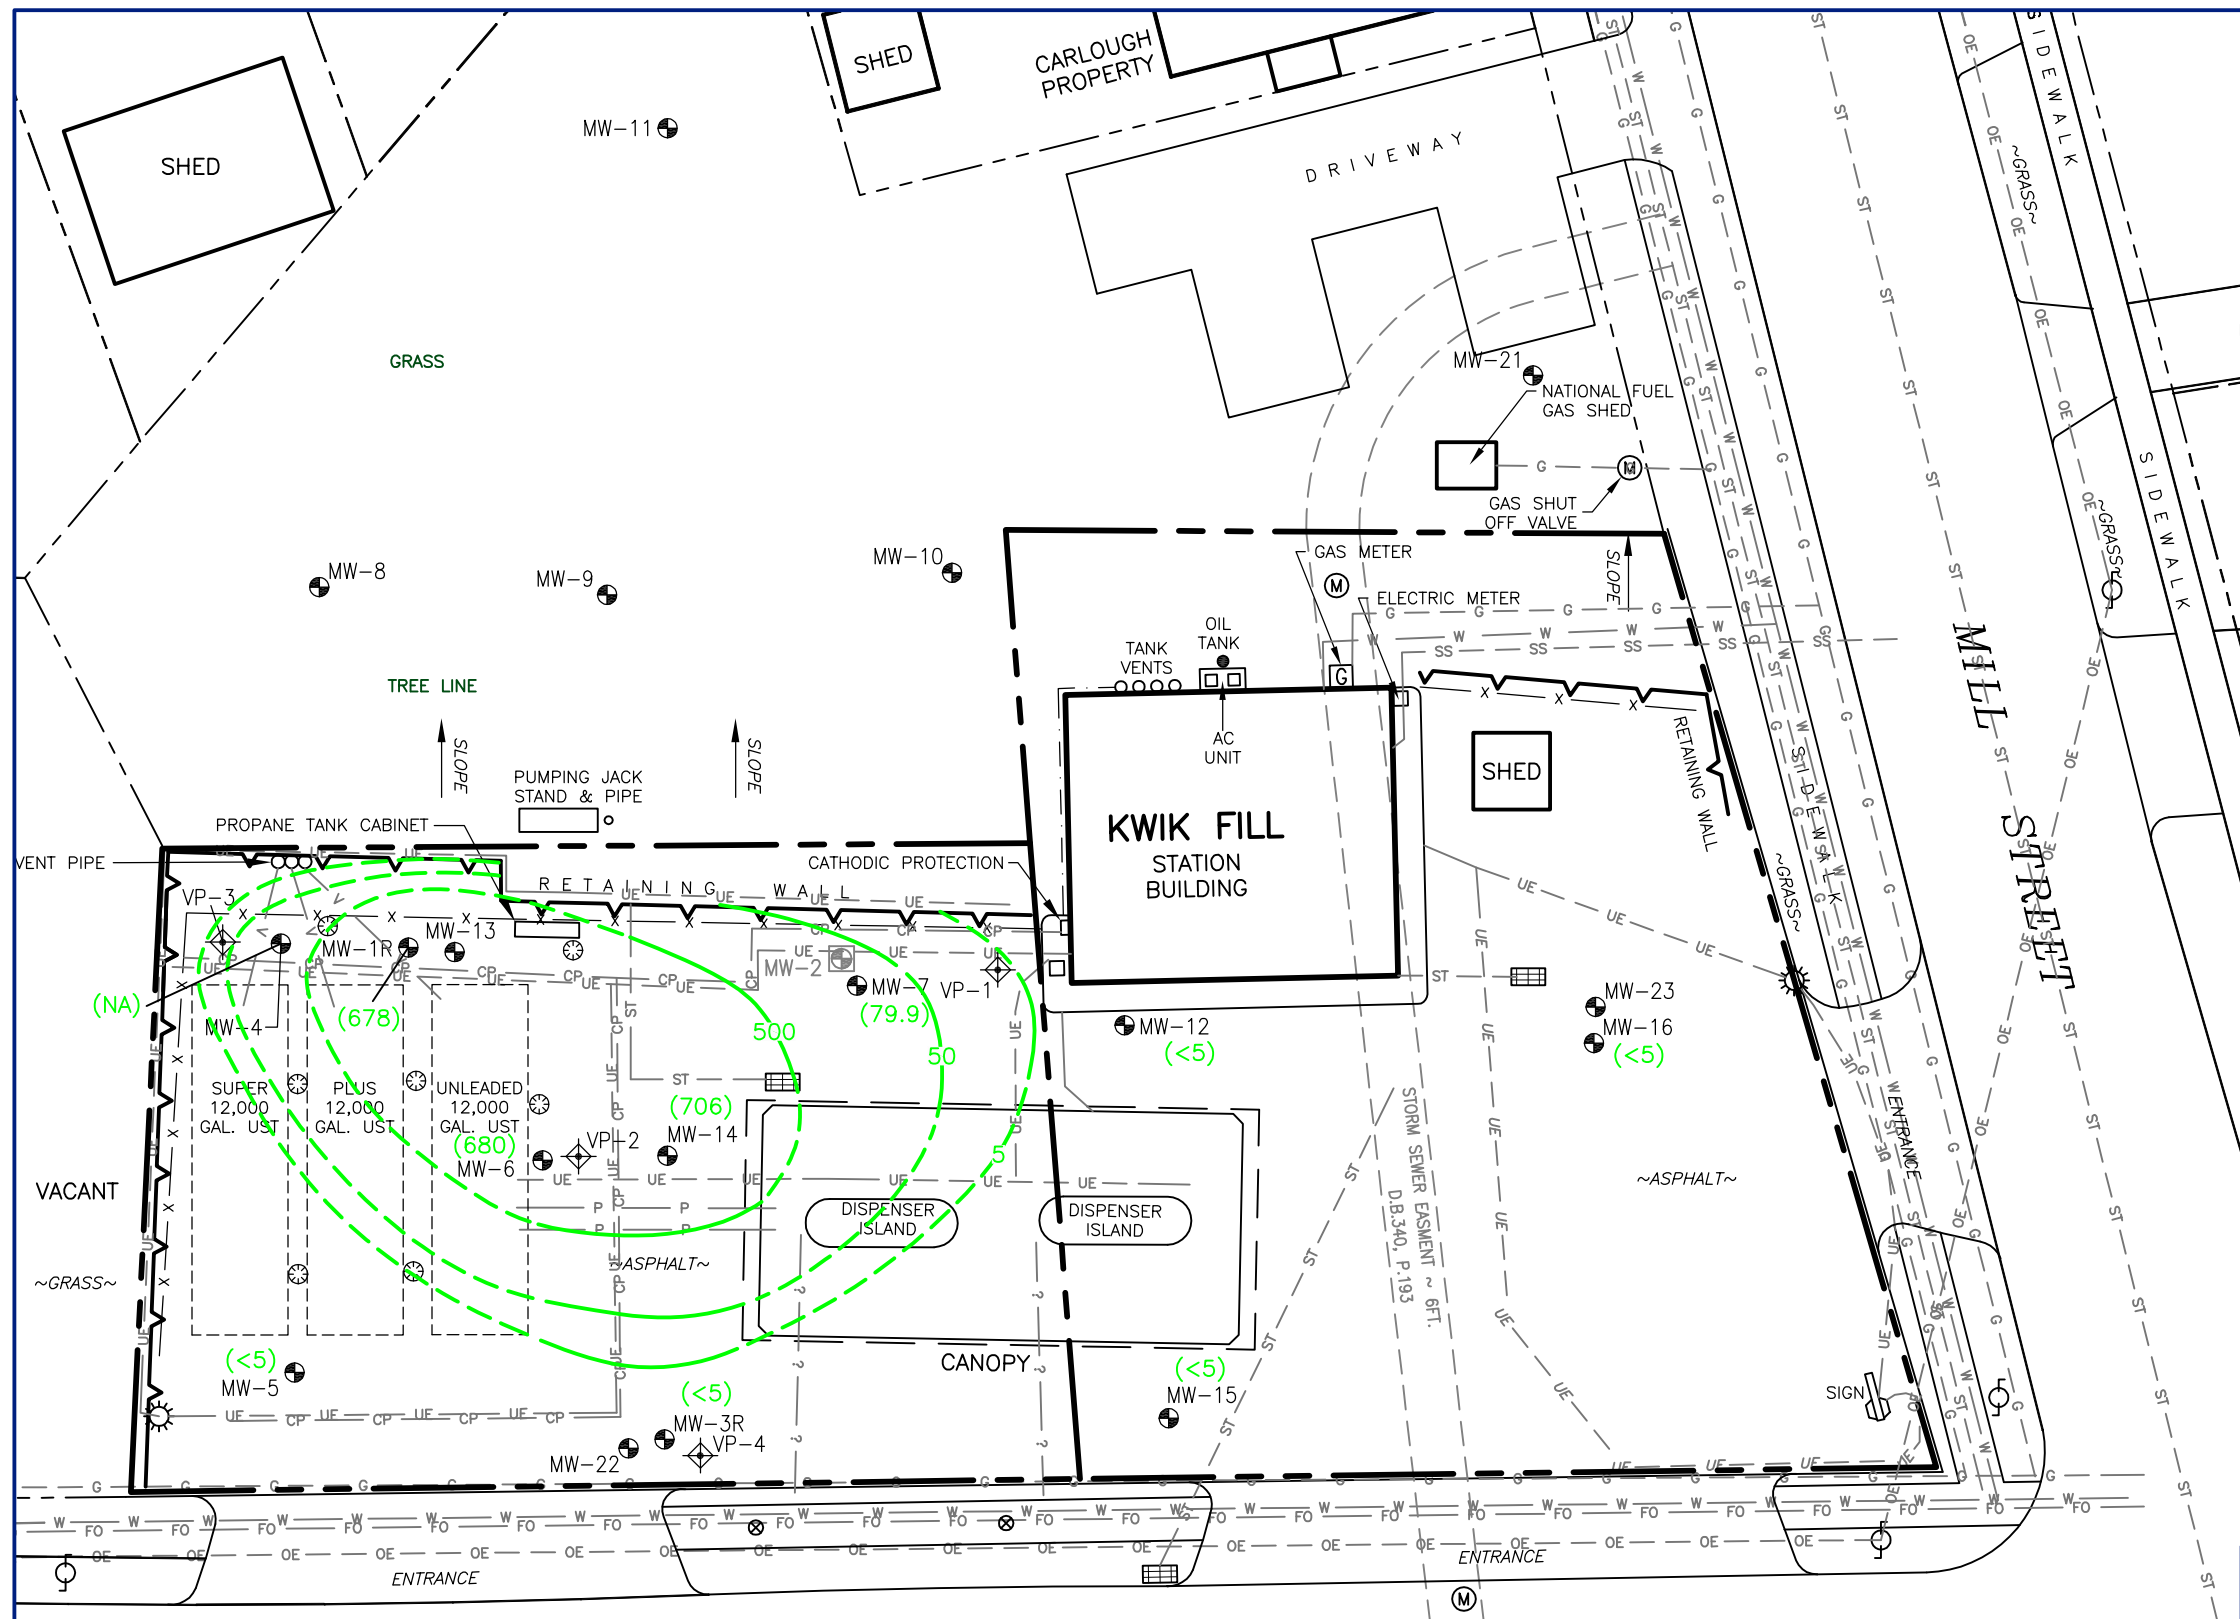 SHED
CARLOUGH
PROPERTY
SHED
MW-11
DRIVEWAY
SIDEWALK
~GRASS~
GRASS
MW-21
NATIONAL FUEL
GAS SHED
GAS SHUT
OFF VALVE
M
~GRASS~
SIDEWALK
MW-8
MW-9
MW-10
GAS METER
M
ELECTRIC METER
SLOPE
OIL
TANK
TANK
VENTS
G
TREE LINE
SLOPE
SLOPE
AC
UNIT
SHED
RETAINING WALL
SIDEWALK
MILL STREET
PUMPING JACK
STAND & PIPE
PROPANE TANK CABINET
KWIK FILL
STATION
BUILDING
VENT PIPE
CATHODIC PROTECTION
RETAINING WALL
~GRASS~
VP-3
MW-1R
MW-13
MW-2
MW-7
VP-1
(NA)
(678)
(79.9)
MW-4
500
50
MW-12
(<5)
MW-23
MW-16
(<5)
SUPER
12,000
GAL. UST
PLUS
12,000
GAL. UST
UNLEADED
12,000
GAL. UST
(680)
MW-6
VP-2
(706)
MW-14
5
STORM SEWER EASMENT ~ 6FT.
D.B.340, P.193
ENTRANCE
~ASPHALT~
VACANT
DISPENSER
ISLAND
DISPENSER
ISLAND
~GRASS~
~ASPHALT~
CANOPY
(<5)
MW-5
(<5)
MW-3R
VP-4
MW-22
(<5)
MW-15
SIGN
ENTRANCE
ENTRANCE
M